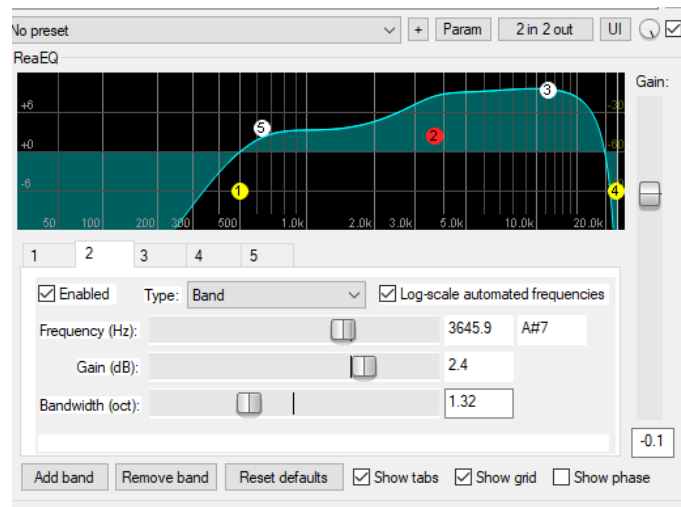 No preset + Param 2 in 2 out UI
ReaEQ
Gain:
+6 -30
+0 -60
-6
5 3 2 1 4
50 100 200 300 500 1.0k 2.0k 3.0k 5.0k 10.0k 20.0k
1 2 3 4 5
Enabled Type: Band Log-scale automated frequencies
Frequency (Hz): 3645.9 A#7
Gain (dB): 2.4
Bandwidth (oct): 1.32
-0.1
Add band Remove band Reset defaults Show tabs Show grid Show phase